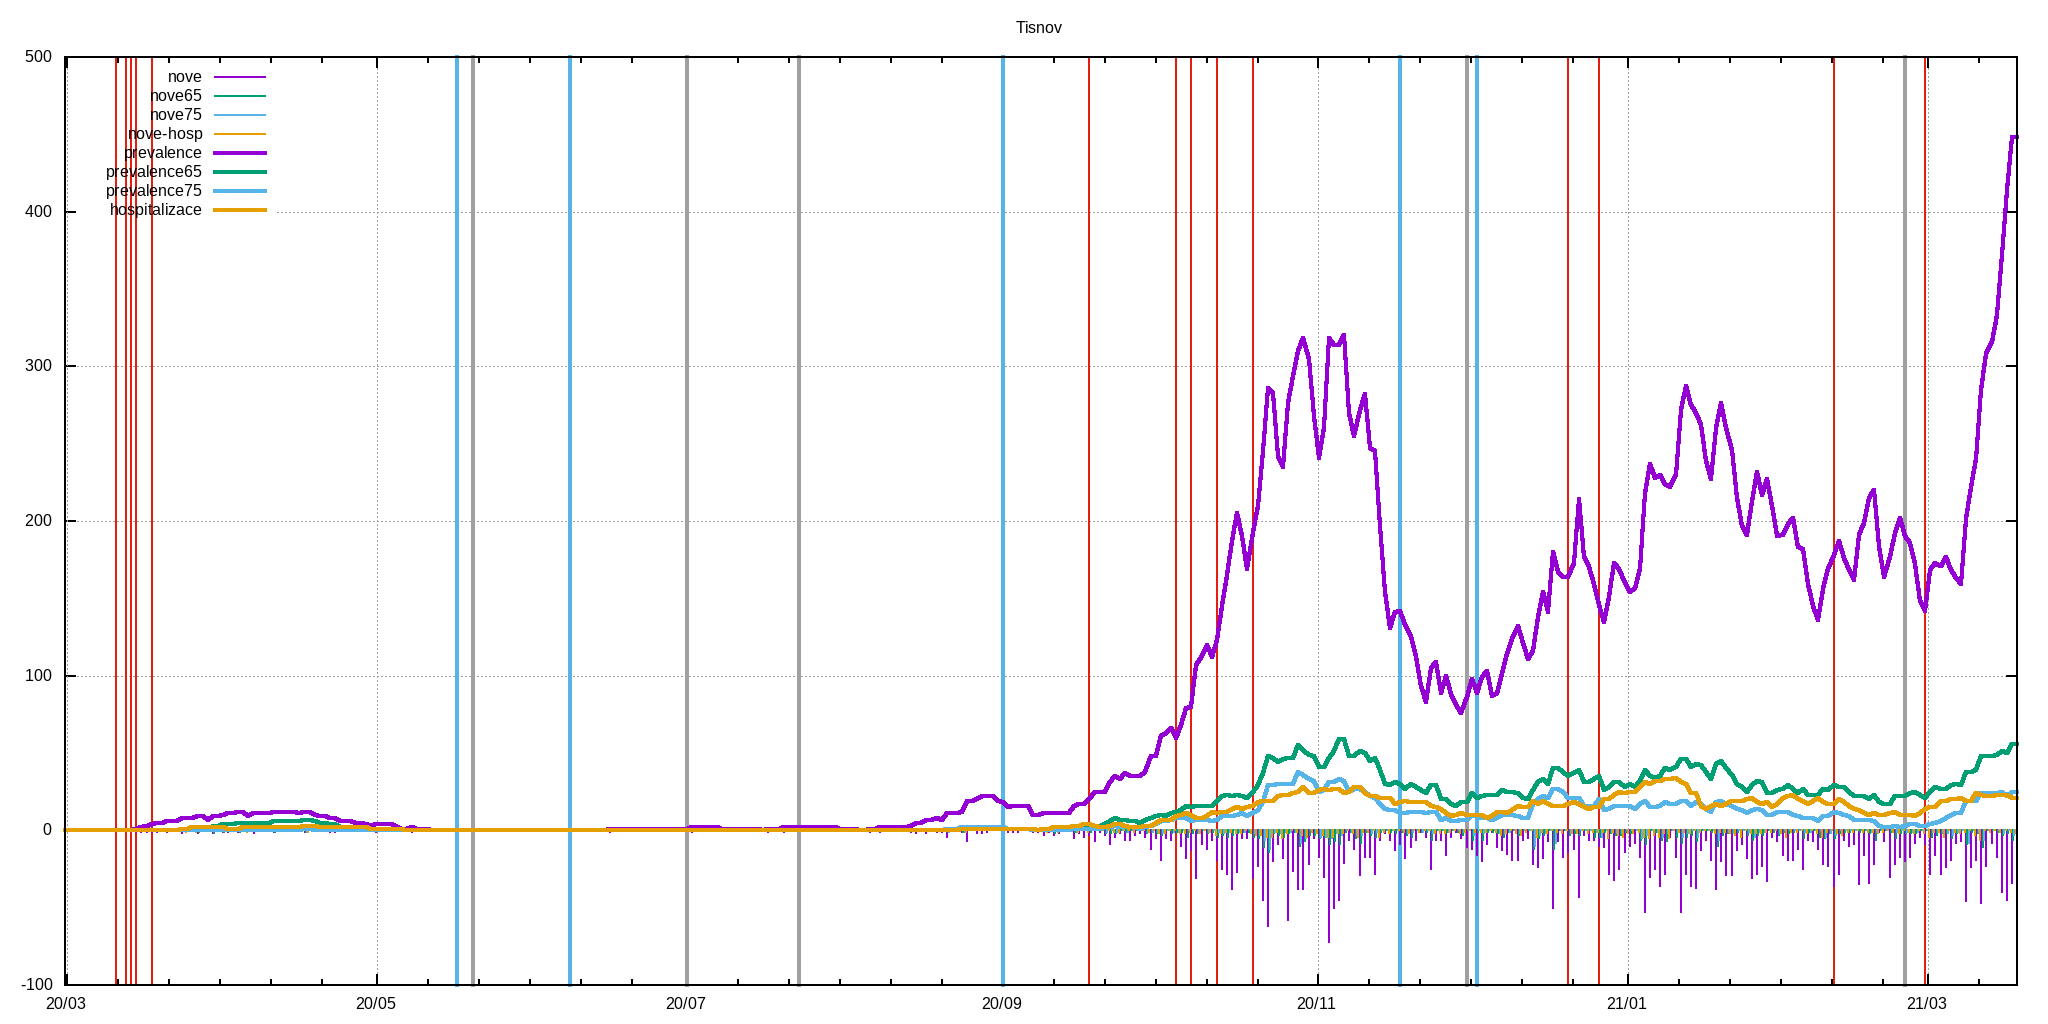 Tisnov
500
nove
nove65
nove75
nove-hosp
prevalence
prevalence65
prevalence75
hospitalizace
400
300
200
100
0
-100
20/03 20/05 20/07 20/09 20/11 21/01 21/03